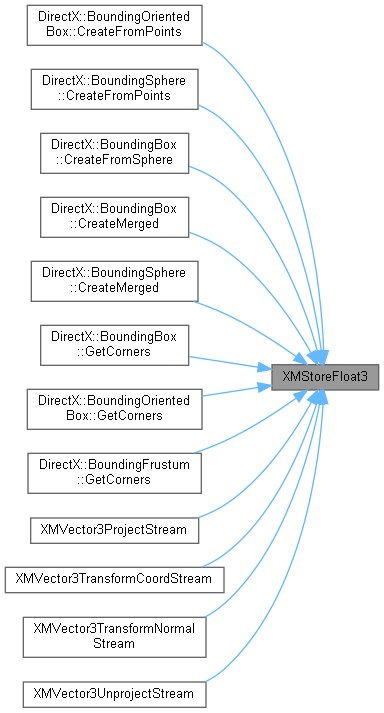 DirectX::BoundingOriented
Box::CreateFromPoints
DirectX::BoundingSphere
::CreateFromPoints
DirectX::BoundingBox
::CreateFromSphere
DirectX::BoundingBox
::CreateMerged
DirectX::BoundingSphere
::CreateMerged
DirectX::BoundingBox
::GetCorners
XMStoreFloat3
DirectX::BoundingOriented
Box::GetCorners
DirectX::BoundingFrustum
::GetCorners
XMVector3ProjectStream
XMVector3TransformCoordStream
XMVector3TransformNormal
Stream
XMVector3UnprojectStream